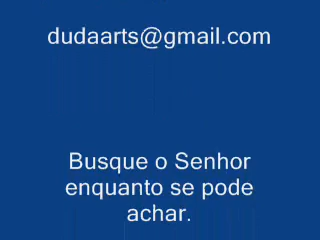 dudaarts@gmail.com
Busque o Senhor
enquanto se pode
achar.